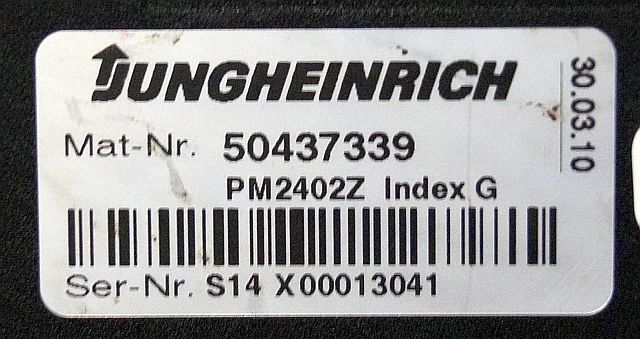 JUNGHEINRICH
Mat-Nr. 50437339
PM2402Z Index G
Ser-Nr. S14 X00013041
30.03.10